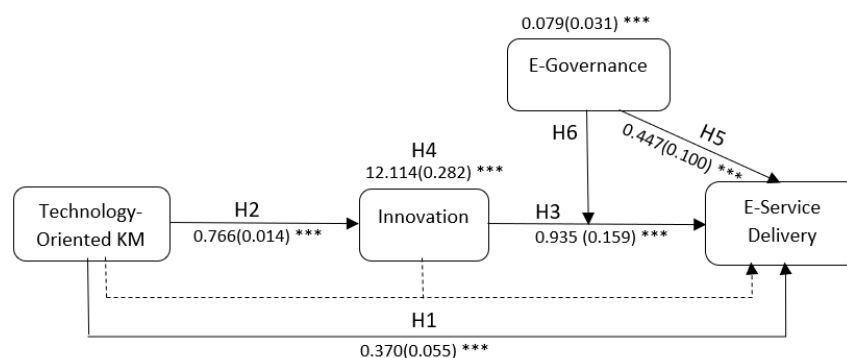 0.079(0.031) ***
E-Governance
H6
H5
0.447(0.100) ***
H4
12.114(0.282) ***
Technology-
Oriented KM
H2
0.766(0.014) ***
Innovation
H3
0.935 (0.159) ***
E-Service
Delivery
H1
0.370(0.055) ***